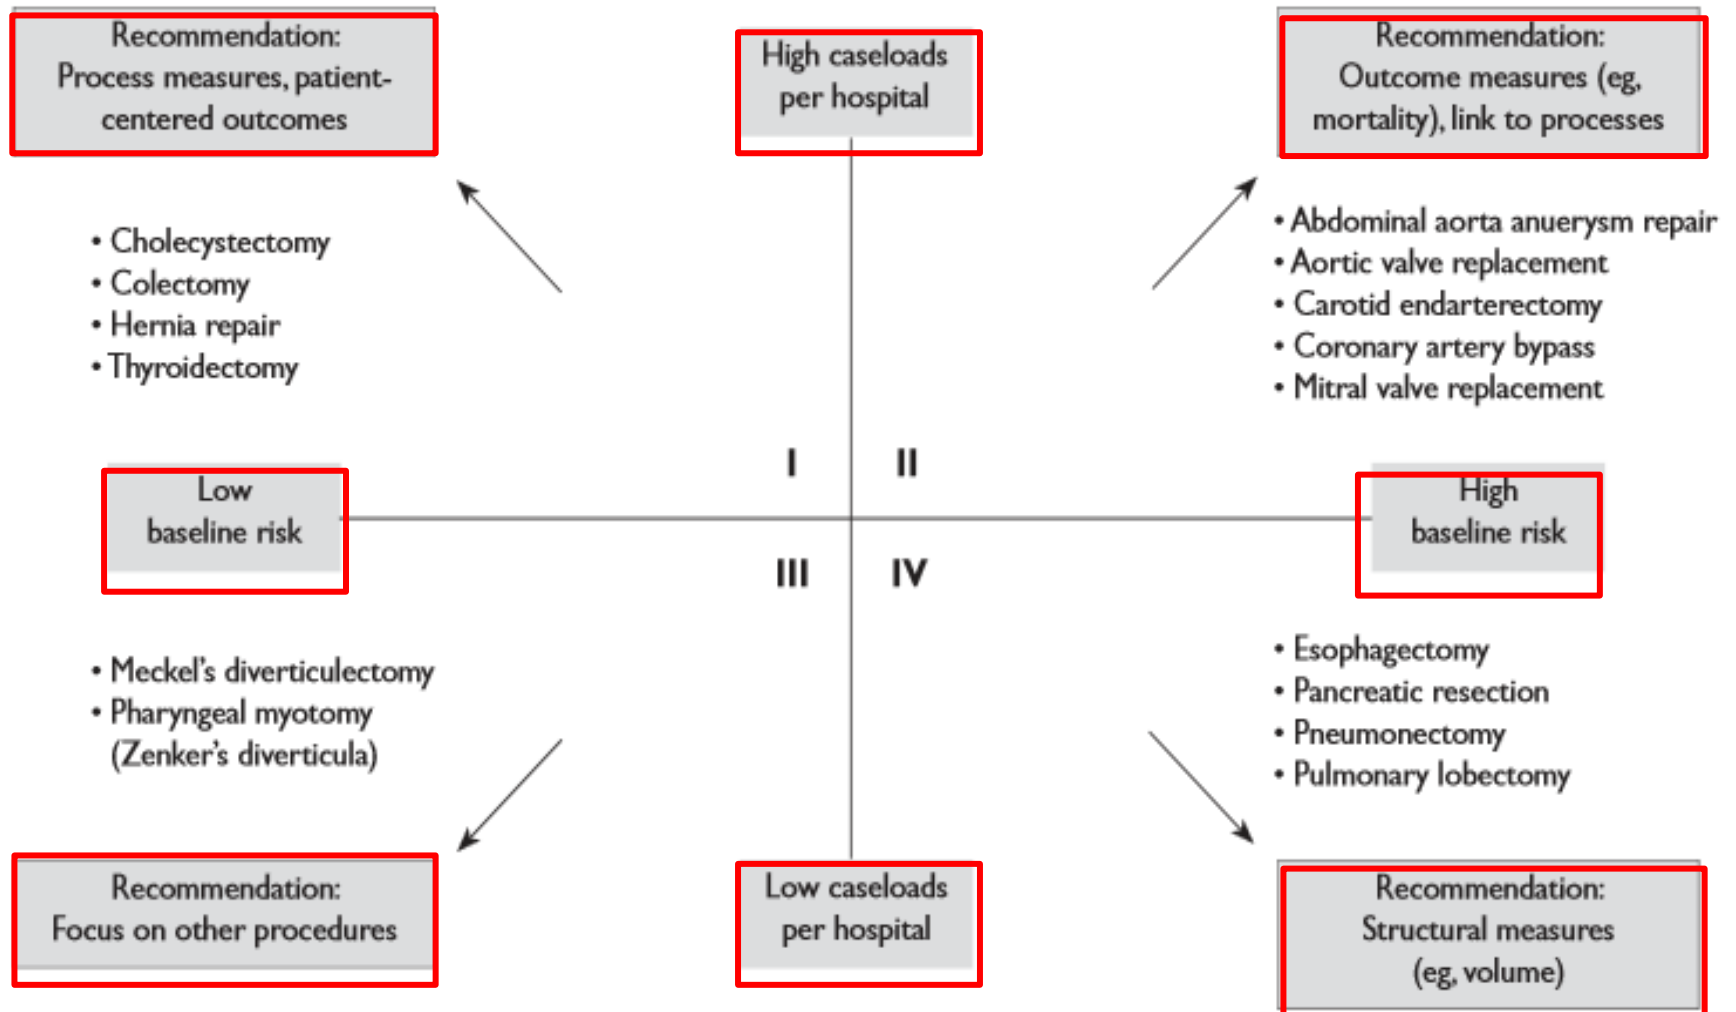 Recommendation:
Process measures, patient-
centered outcomes
High caseloads
per hospital
Recommendation:
Outcome measures (eg,
mortality), link to processes
• Cholecystectomy
• Colectomy
• Hernia repair
• Thyroidectomy
• Abdominal aorta anuerysm repair
• Aortic valve replacement
• Carotid endarterectomy
• Coronary artery bypass
• Mitral valve replacement
I
II
Low
baseline risk
High
baseline risk
III
IV
• Meckel's diverticulectomy
• Pharyngeal myotomy
(Zenker's diverticula)
• Esophagectomy
• Pancreatic resection
• Pneumonectomy
• Pulmonary lobectomy
Recommendation:
Focus on other procedures
Low caseloads
per hospital
Recommendation:
Structural measures
(eg, volume)